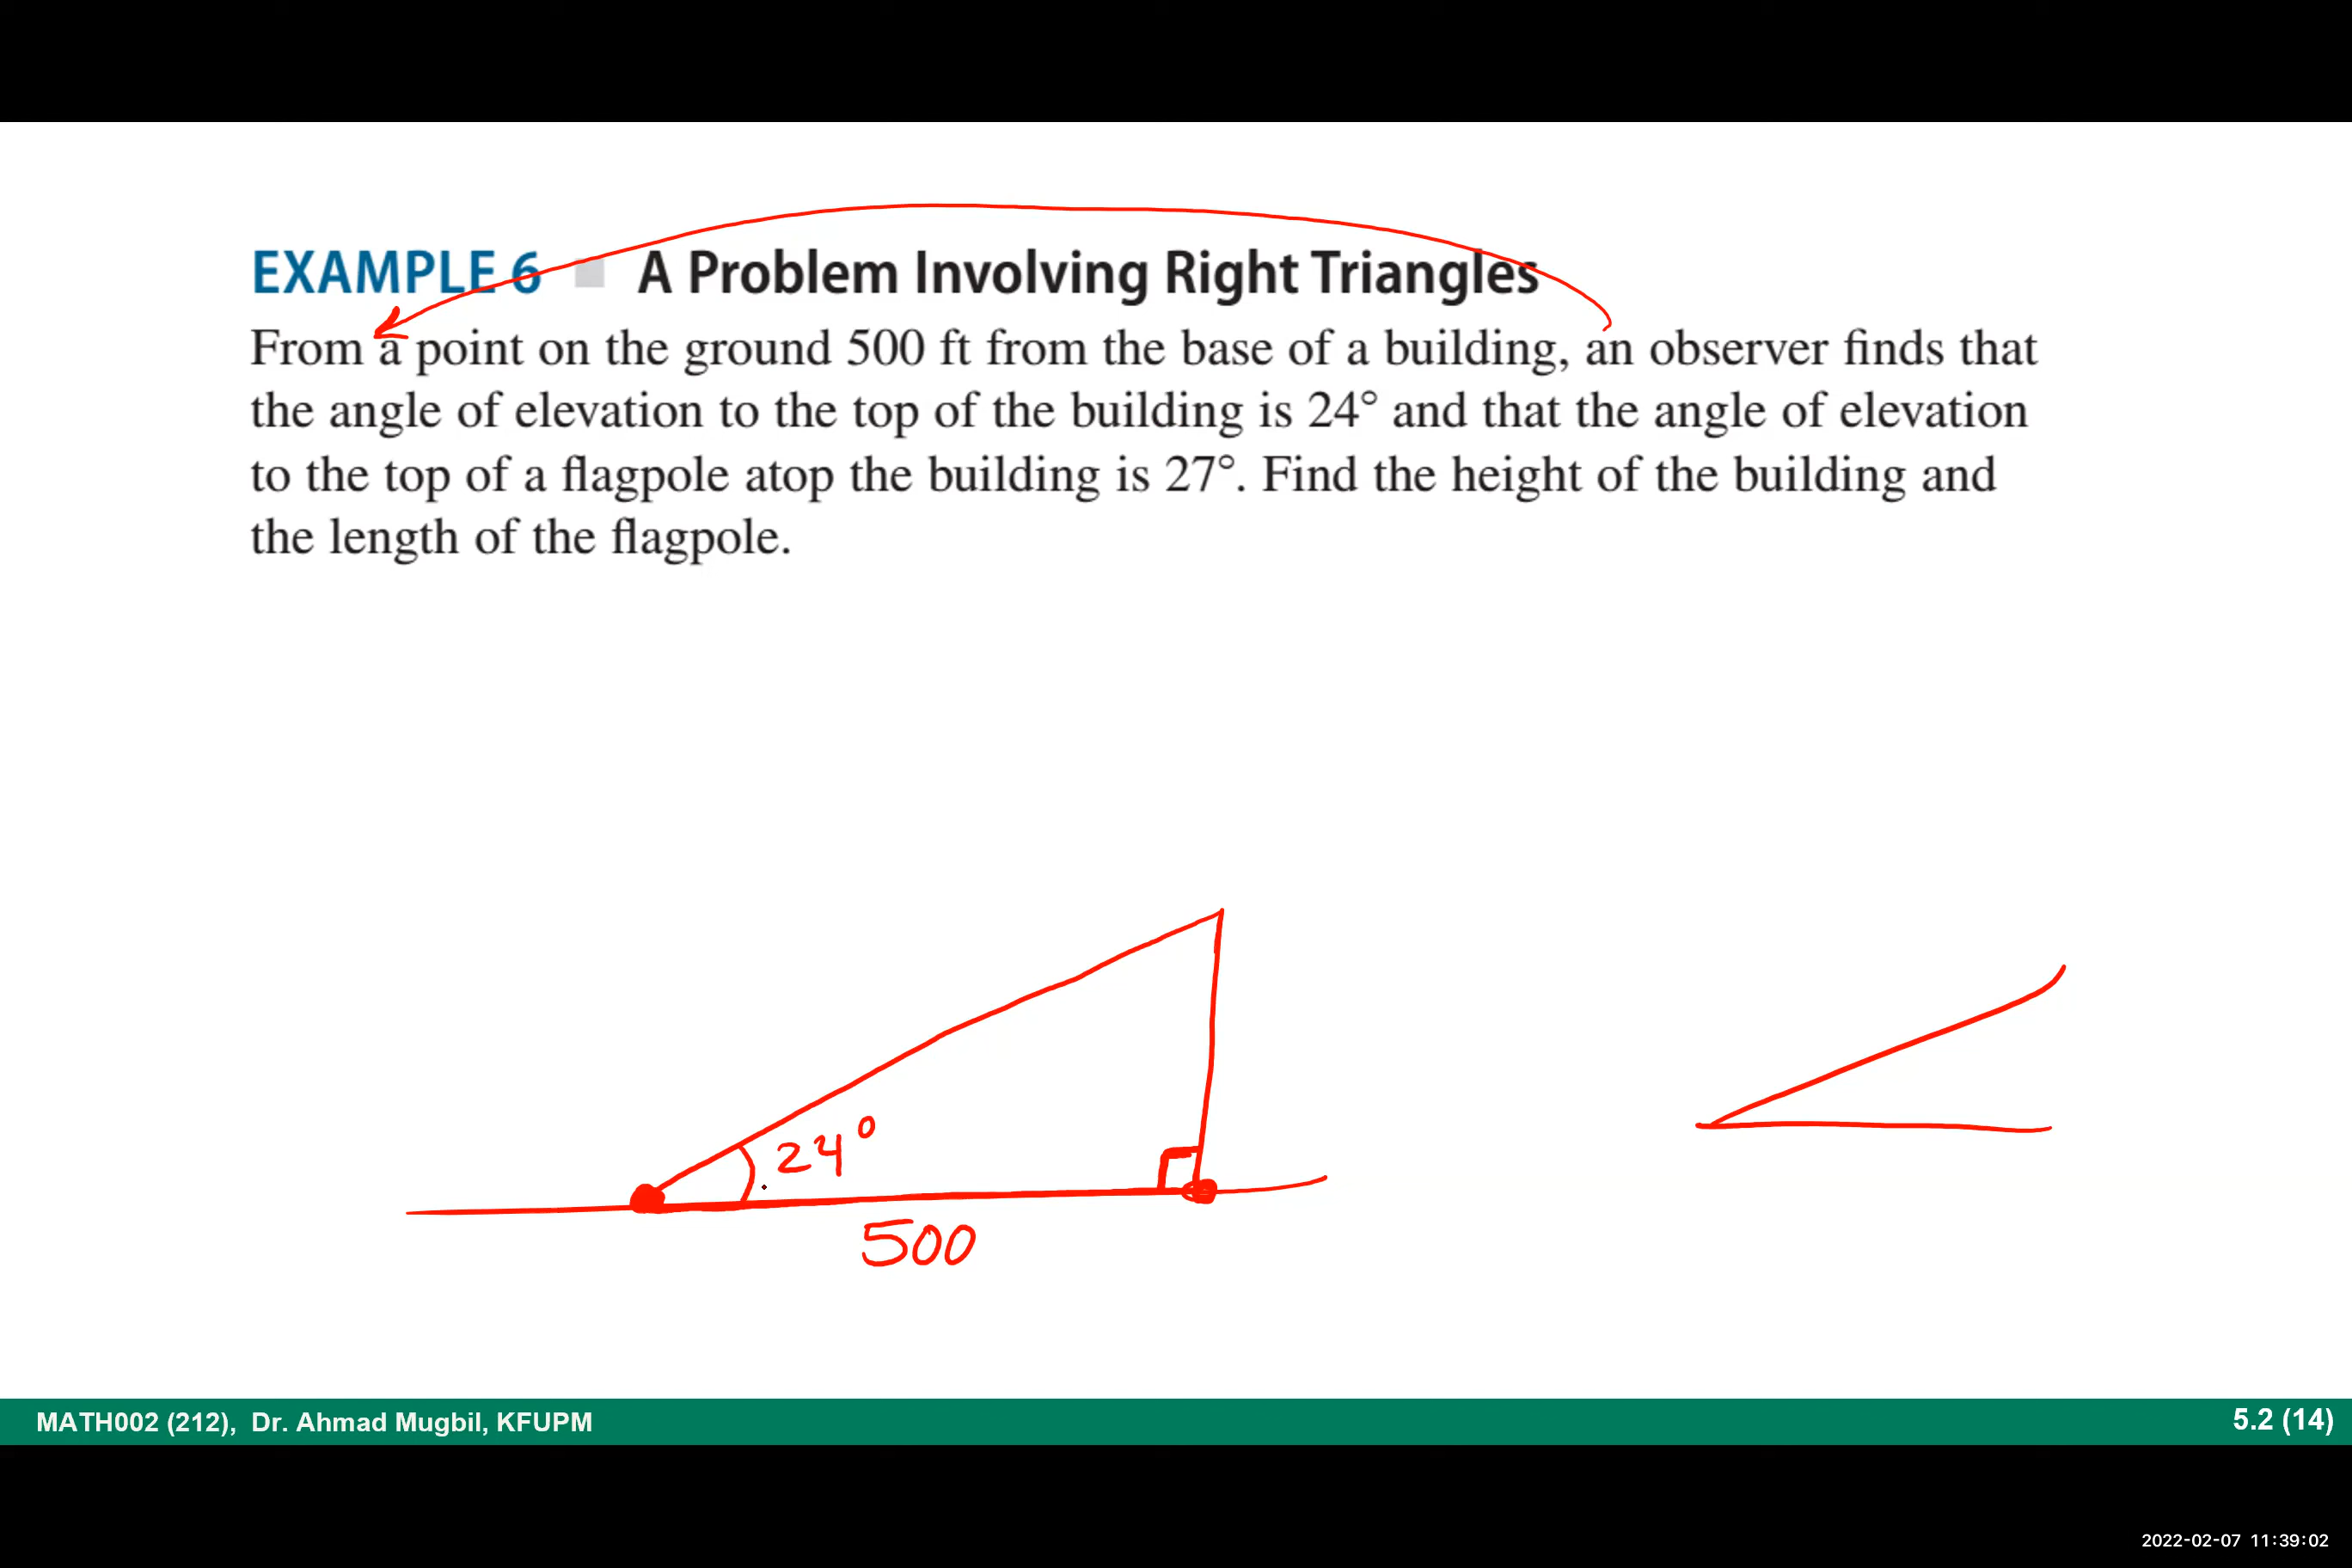 EXAMPLE 6 ■ A Problem Involving Right Triangles
From a point on the ground 500 ft from the base of a building, an observer finds that
the angle of elevation to the top of the building is 24° and that the angle of elevation
to the top of a flagpole atop the building is 27°. Find the height of the building and
the length of the flagpole.
24°
500
MATH002 (212), Dr. Ahmad Mugbil, KFUPM
5.2 (14)
2022-02-07 11:39:02